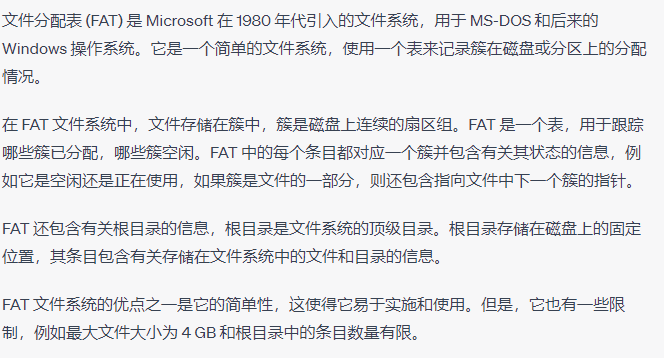 文件分配表 (FAT) 是 Microsoft 在 1980 年代引入的文件系统，用于 MS-DOS 和后来的
Windows 操作系统。它是一个简单的文件系统，使用一个表来记录簇在磁盘或分区上的分配
情况。
在 FAT 文件系统中，文件存储在簇中，簇是磁盘上连续的扇区组。FAT 是一个表，用于跟踪
哪些簇已分配，哪些簇空闲。FAT 中的每个条目都对应一个簇并包含有关其状态的信息，例
如它是空闲还是正在使用，如果簇是文件的一部分，则还包含指向文件中下一个簇的指针。
FAT 还包含有关根目录的信息，根目录是文件系统的顶级目录。根目录存储在磁盘上的固定
位置，其条目包含有关存储在文件系统中的文件和目录的信息。
FAT 文件系统的优点之一是它的简单性，这使得它易于实施和使用。但是，它也有一些限
制，例如最大文件大小为 4 GB 和根目录中的条目数量有限。